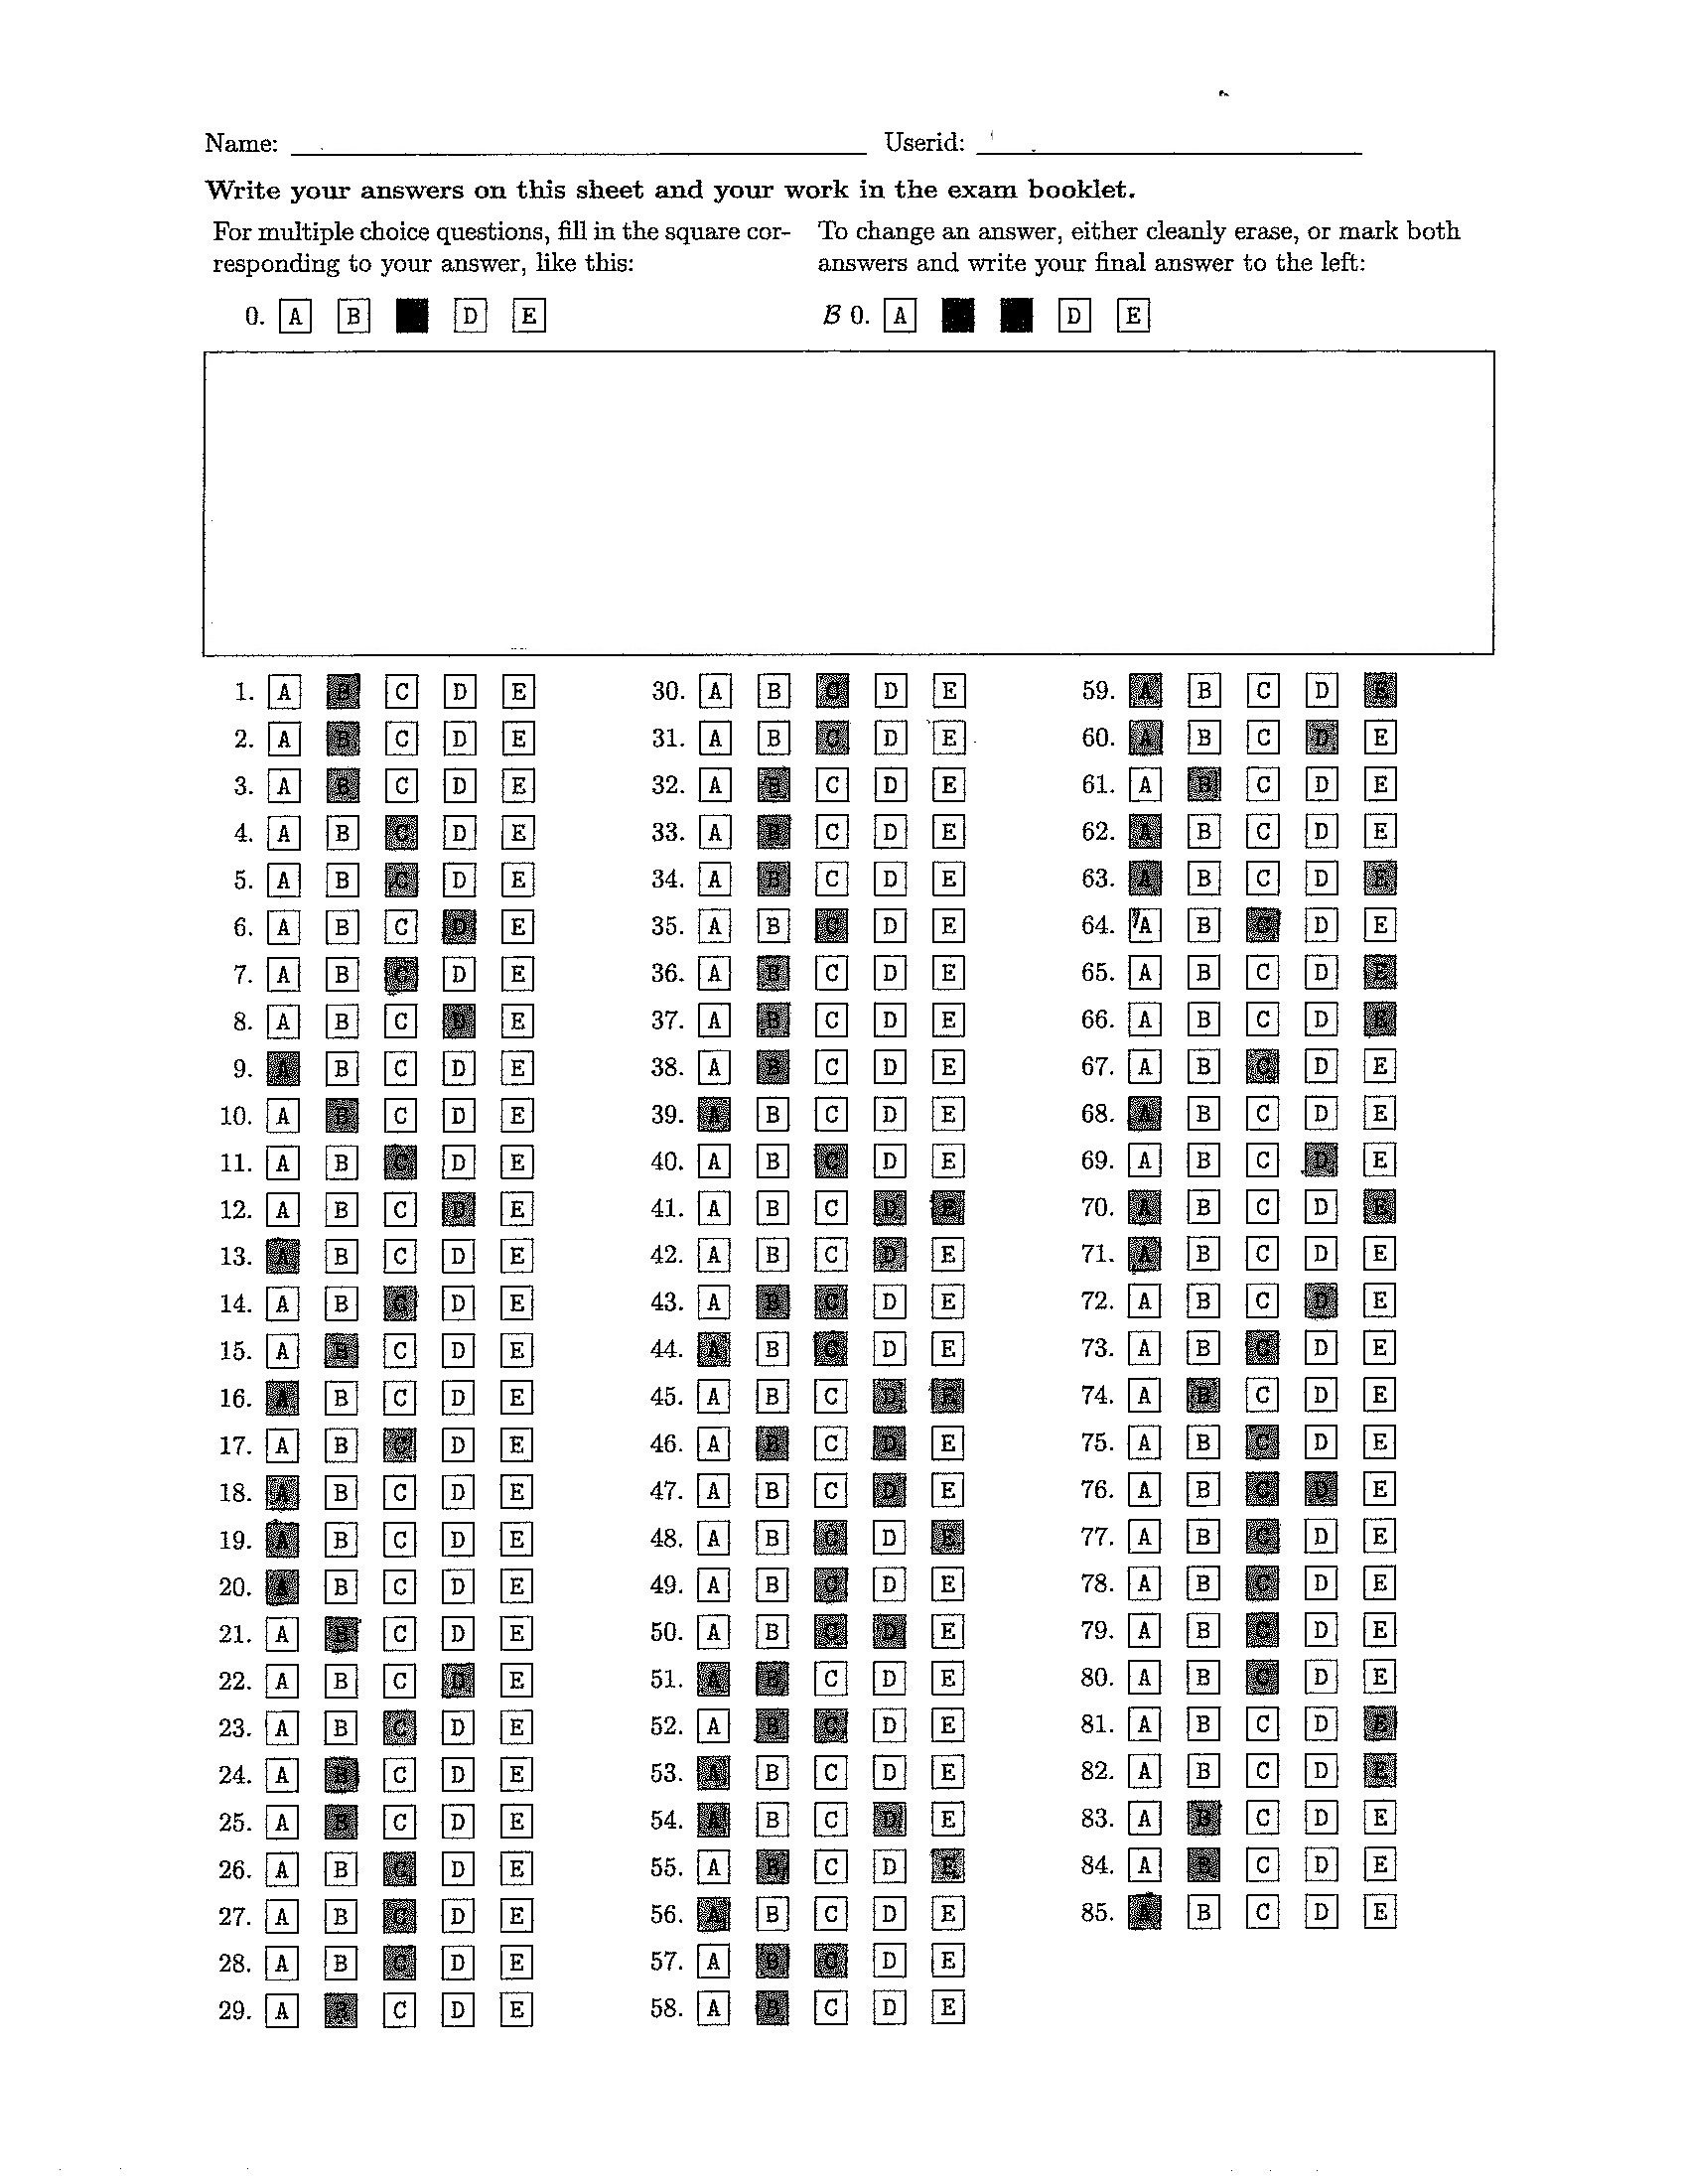 Name: Userid:
Write your answers on this sheet and your work in the exam booklet.
For multiple choice questions, fill in the square cor-
responding to your answer, like this:
To change an answer, either cleanly erase, or mark both
answers and write your final answer to the left:
0. A B D E
B 0. A D E
1. A B C D E
2. A B C D E
3. A B C D E
4. A B C D E
5. A B C D E
6. A B C D E
7. A B C D E
8. A B C D E
9. A B C D E
10. A B C D E
11. A B C D E
12. A B C D E
13. A B C D E
14. A B C D E
15. A B C D E
16. A B C D E
17. A B C D E
18. A B C D E
19. A B C D E
20. A B C D E
21. A B C D E
22. A B C D E
23. A B C D E
24. A B C D E
25. A B C D E
26. A B C D E
27. A B C D E
28. A B C D E
29. A B C D E
30. A B C D E
31. A B C D E
32. A B C D E
33. A B C D E
34. A B C D E
35. A B C D E
36. A B C D E
37. A B C D E
38. A B C D E
39. A B C D E
40. A B C D E
41. A B C D E
42. A B C D E
43. A B C D E
44. A B C D E
45. A B C D E
46. A B C D E
47. A B C D E
48. A B C D E
49. A B C D E
50. A B C D E
51. A B C D E
52. A B C D E
53. A B C D E
54. A B C D E
55. A B C D E
56. A B C D E
57. A B C D E
58. A B C D E
59. A B C D E
60. A B C D E
61. A B C D E
62. A B C D E
63. A B C D E
64. A B C D E
65. A B C D E
66. A B C D E
67. A B C D E
68. A B C D E
69. A B C D E
70. A B C D E
71. A B C D E
72. A B C D E
73. A B C D E
74. A B C D E
75. A B C D E
76. A B C D E
77. A B C D E
78. A B C D E
79. A B C D E
80. A B C D E
81. A B C D E
82. A B C D E
83. A B C D E
84. A B C D E
85. A B C D E